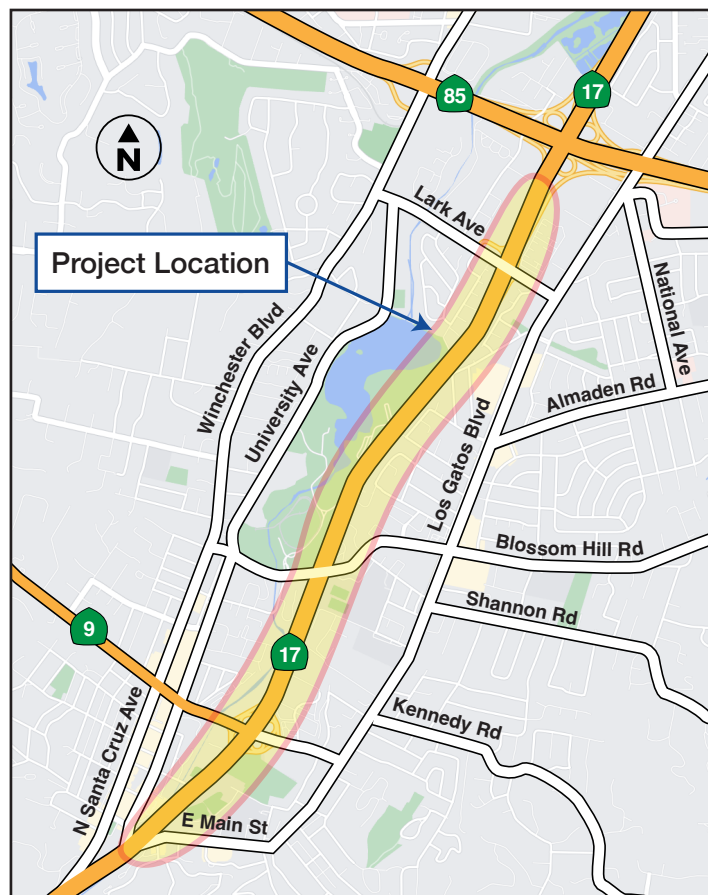 85
17
N
Lark Ave
Project Location
National Ave
Winchester Blvd
University Ave
Almaden Rd
Los Gatos Blvd
Blossom Hill Rd
Shannon Rd
9
17
Kennedy Rd
N Santa Cruz Ave
E Main St